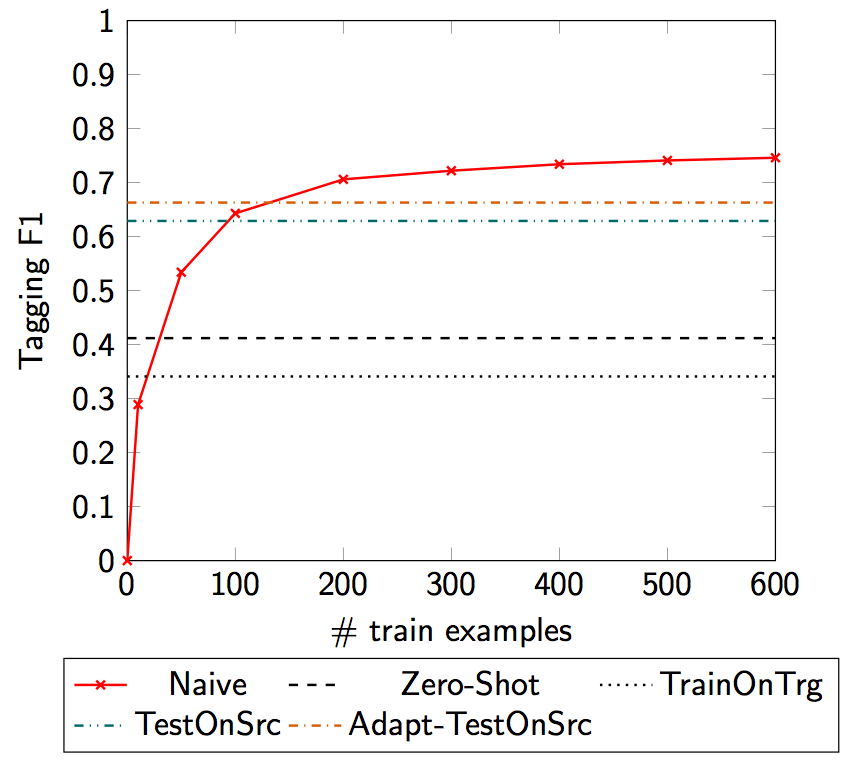 1
0.9
0.8
0.7
0.6
0.5
0.4
0.3
0.2
0.1
0
Tagging F1
0 100 200 300 400 500 600
# train examples
Naive Zero-Shot TrainOnTrg
TestOnSrc Adapt-TestOnSrc